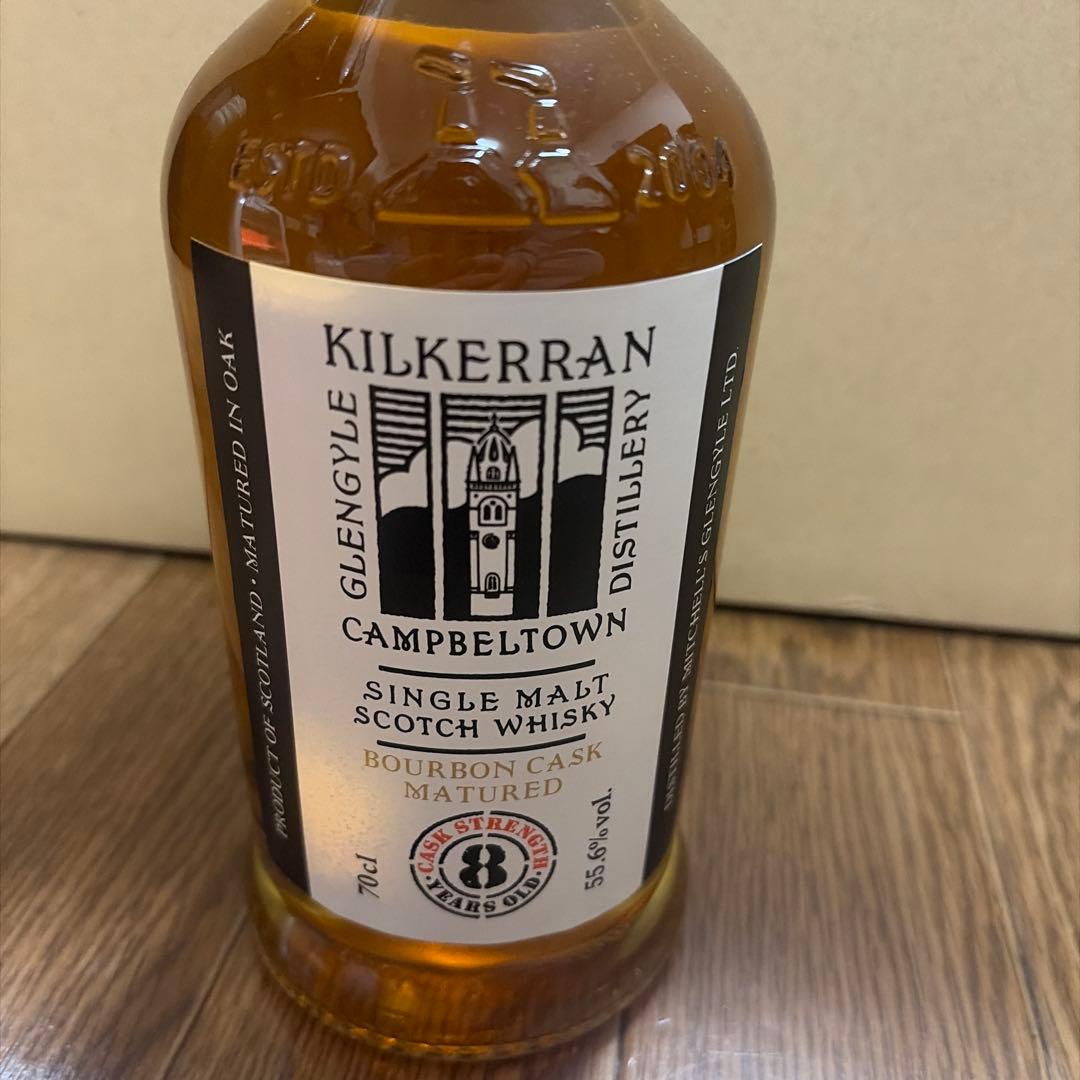 ESTD 2004
KILKERRAN
GLENGYLE
DISTILLERY
CAMPBELTOWN
SINGLE MALT
SCOTCH WHISKY
BOURBON CASK
MATURED
CASK STRENGTH
8
•YEARS OLD•
70cl
55.6%vol.
PRODUCT OF SCOTLAND • MATURED IN OAK
DISTILLED BY MITCHELL'S GLENGYLE LTD.